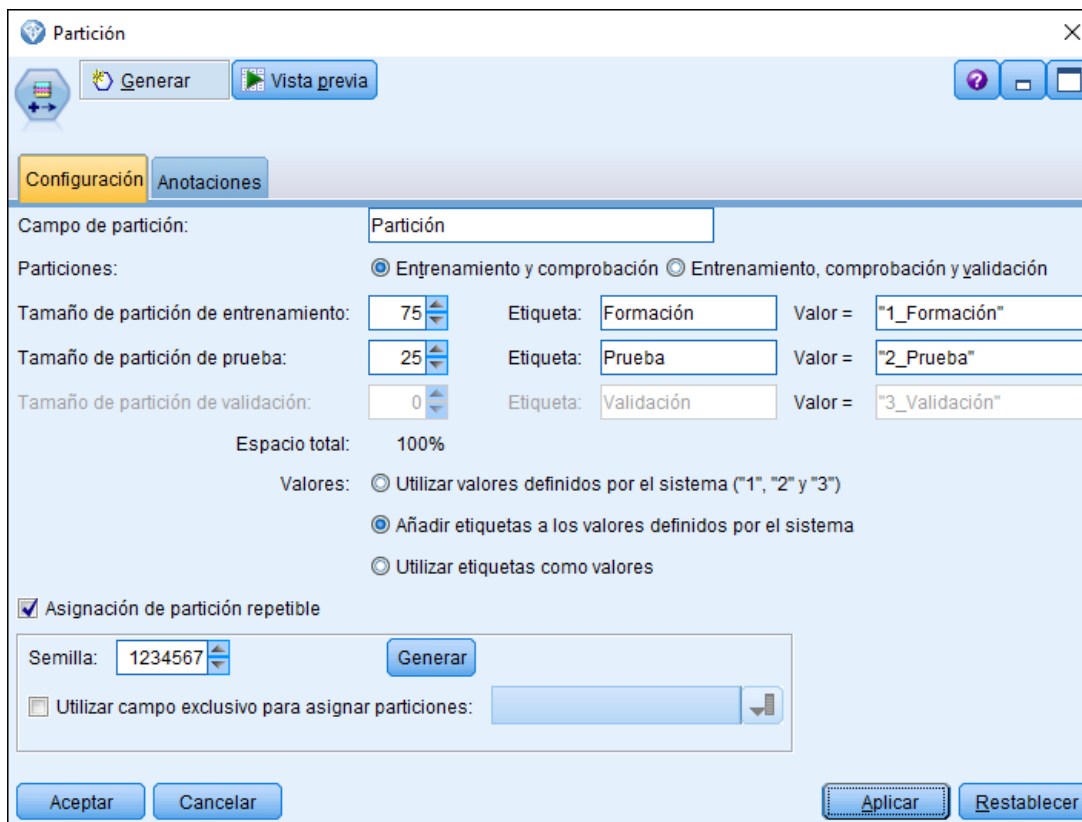 Partición
Generar
Vista previa
Configuración
Anotaciones
Campo de partición:
Partición
Particiones:
Entrenamiento y comprobación
Entrenamiento, comprobación y validación
Tamaño de partición de entrenamiento: 75 Etiqueta: Formación Valor = "1_Formación"
Tamaño de partición de prueba: 25 Etiqueta: Prueba Valor = "2_Prueba"
Tamaño de partición de validación: 0 Etiqueta: Validación Valor = "3_Validación"
Espacio total: 100%
Valores:
Utilizar valores definidos por el sistema ("1", "2" y "3")
Añadir etiquetas a los valores definidos por el sistema
Utilizar etiquetas como valores
Asignación de partición repetible
Semilla: 1234567 Generar
Utilizar campo exclusivo para asignar particiones:
Aceptar Cancelar Aplicar Restablecer